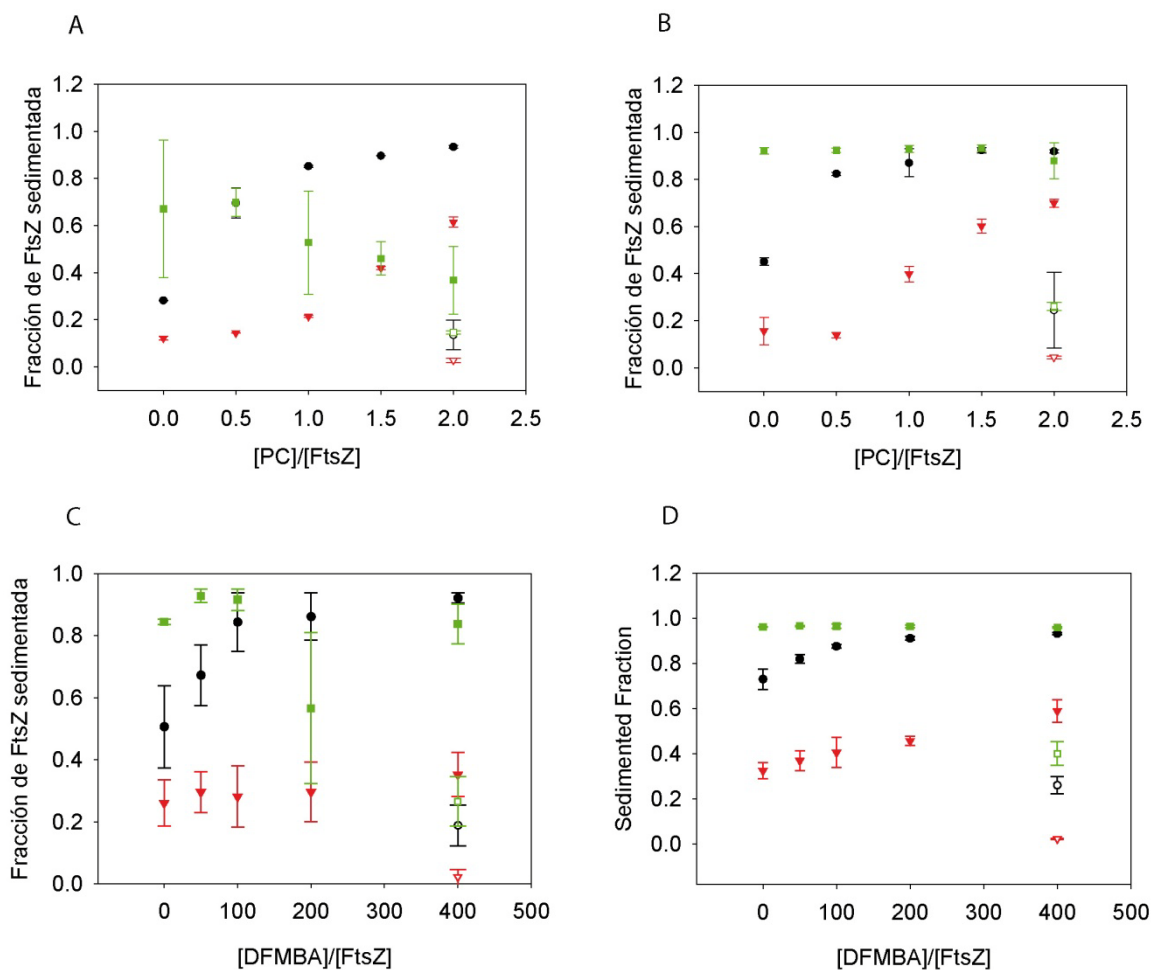 A
B
Fracción de FtsZ sedimentada
1.2
1.0
0.8
0.6
0.4
0.2
0.0
0.0 0.5 1.0 1.5 2.0 2.5
[PC]/[FtsZ]
Fracción de FtsZ sedimentada
1.2
1.0
0.8
0.6
0.4
0.2
0.0
0.0 0.5 1.0 1.5 2.0 2.5
[PC]/[FtsZ]
C
D
Fracción de FtsZ sedimentada
1.0
0.8
0.6
0.4
0.2
0.0
0 100 200 300 400 500
[DFMBA]/[FtsZ]
Sedimented Fraction
1.2
1.0
0.8
0.6
0.4
0.2
0.0
0 100 200 300 400 500
[DFMBA]/[FtsZ]